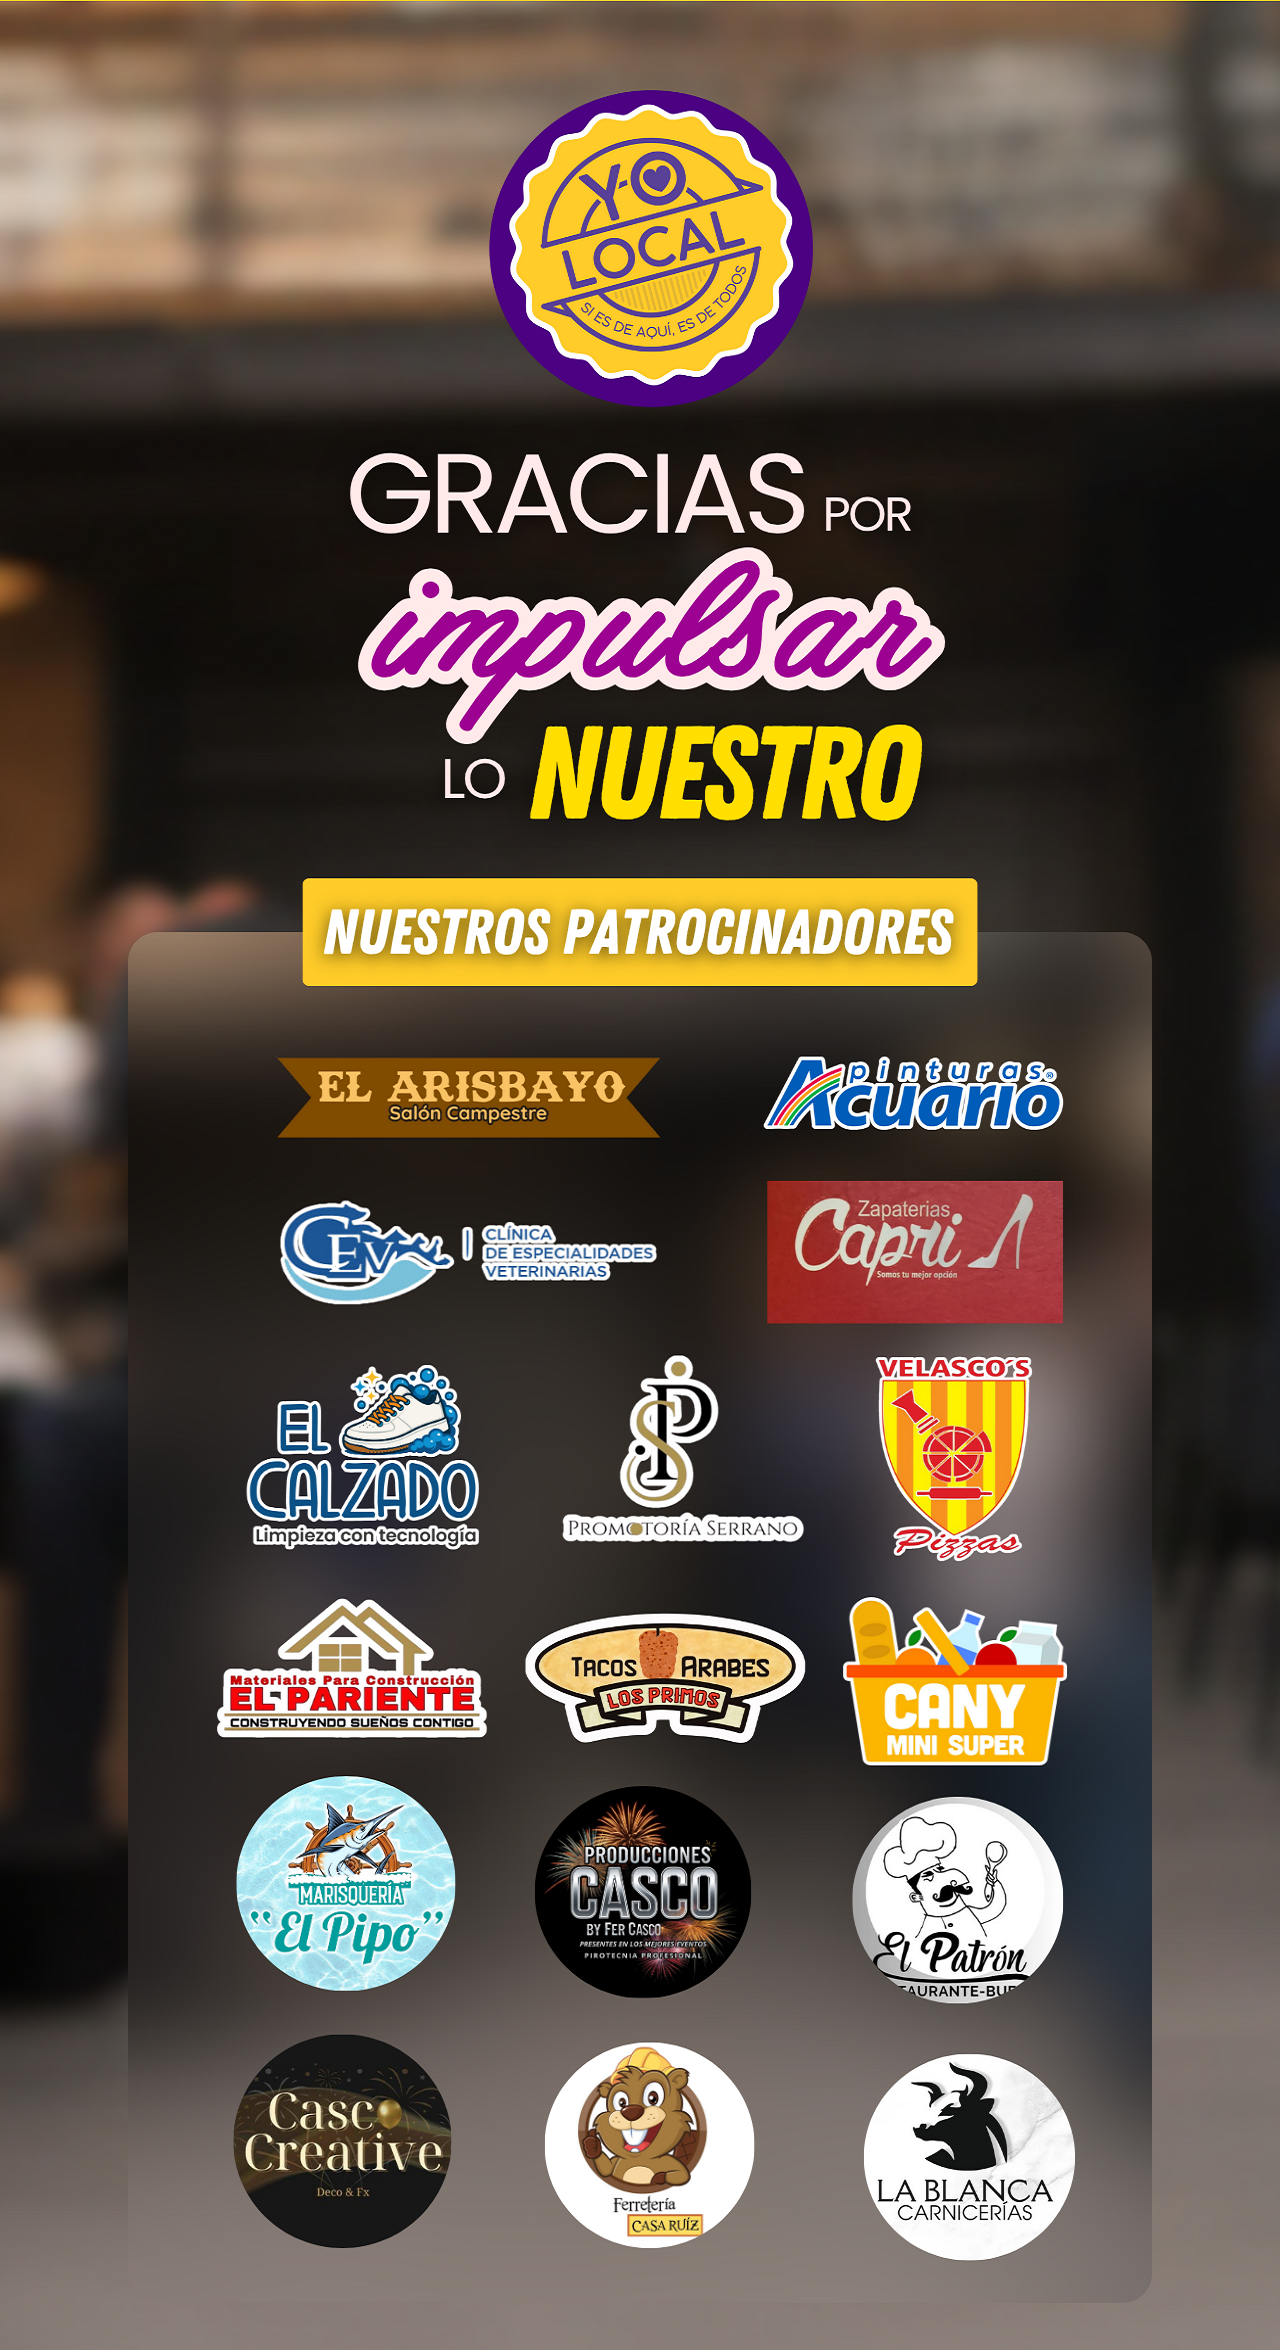 Y-O
LOCAL
SI ES DE AQUÍ, ES DE TODOS
GRACIAS POR
impulsar
LO NUESTRO
NUESTROS PATROCINADORES
EL ARISBAYO
Salón Campestre
pinturas®
Acuario
CEV
CLÍNICA
DE ESPECIALIDADES
VETERINARIAS
Zapaterias
Capri
Somos tu mejor opción
EL
CALZADO
Limpieza con tecnología
PS
PROMOTORÍA SERRANO
VELASCO´S
Pizzas
Materiales Para Construcción
EL PARIENTE
CONSTRUYENDO SUEÑOS CONTIGO
TACOS ARABES
LOS PRIMOS
CANY
MINI SUPER
MARISQUERÍA
"El Pipo"
PRODUCCIONES
CASCO
BY FER CASCO
PRESENTES EN LOS MEJORES EVENTOS
PIROTECNIA PROFESIONAL
El Patrón
TAURANTE-BUF
Casco
Creative
Deco & Fx
Ferretería
CASA RUÍZ
LA BLANCA
CARNICERÍAS